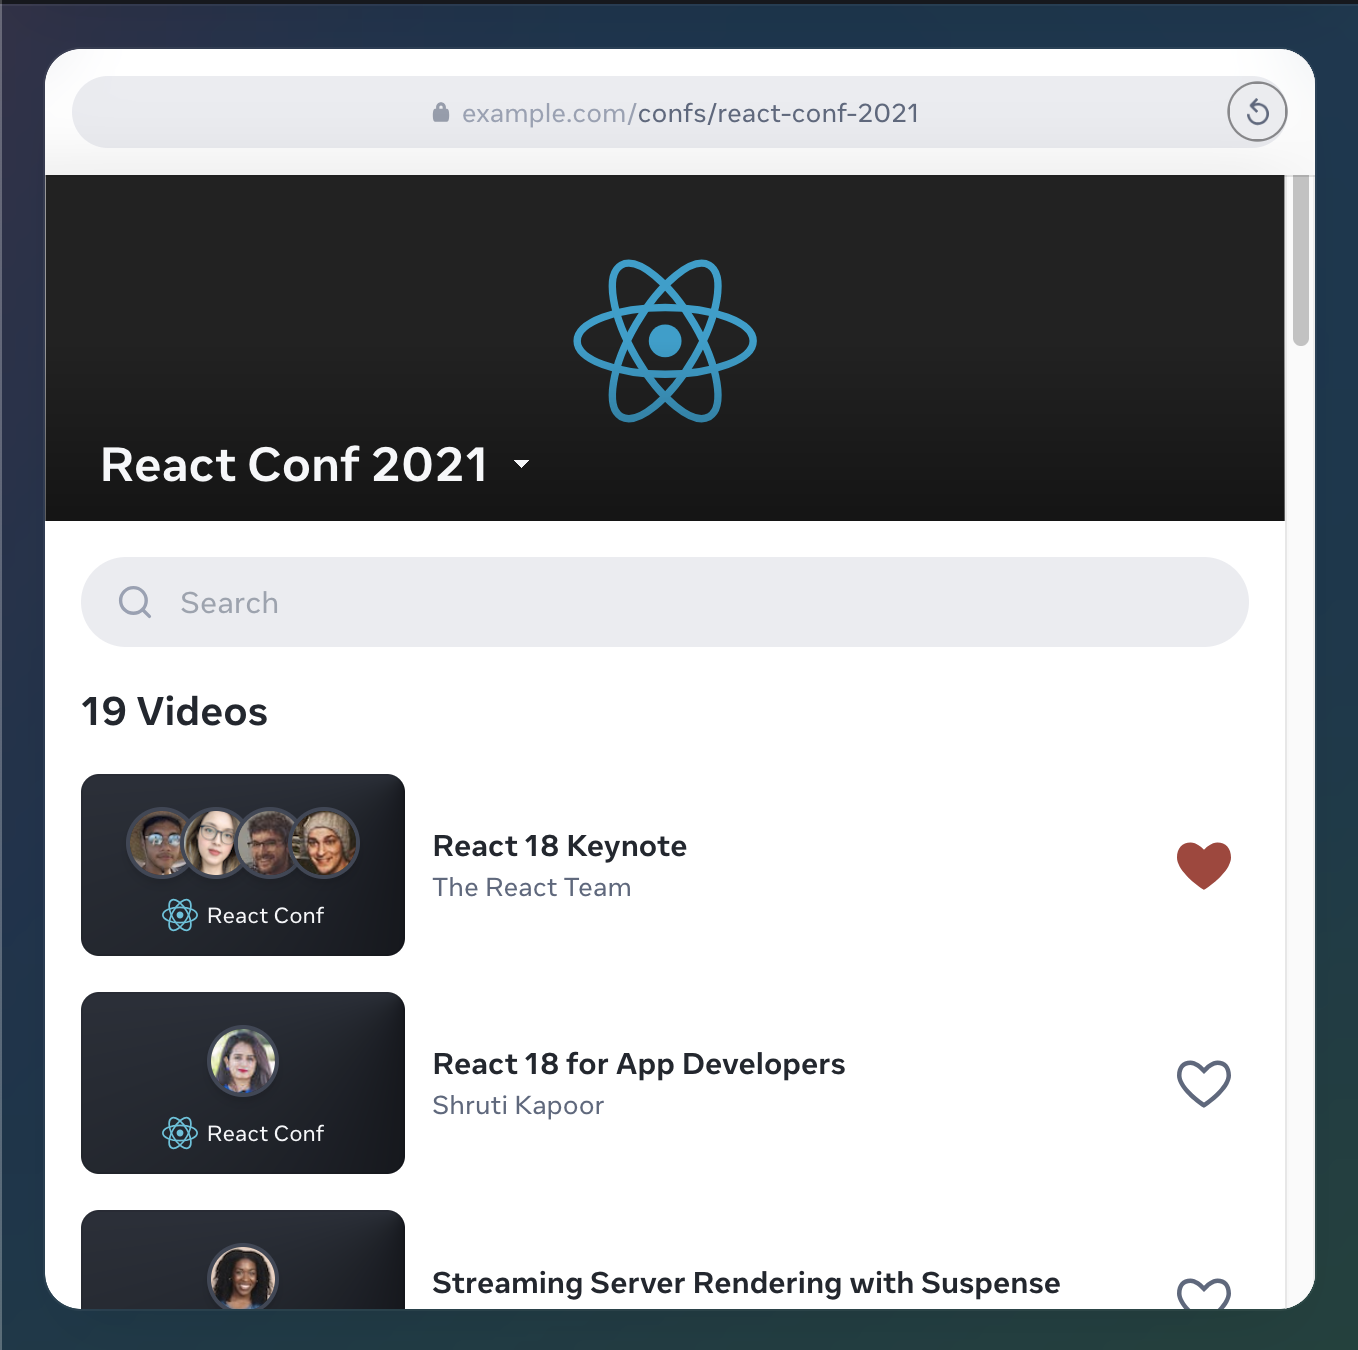 example.com/confs/react-conf-2021
React Conf 2021
Search
19 Videos
React Conf
React 18 Keynote
The React Team
React Conf
React 18 for App Developers
Shruti Kapoor
Streaming Server Rendering with Suspense